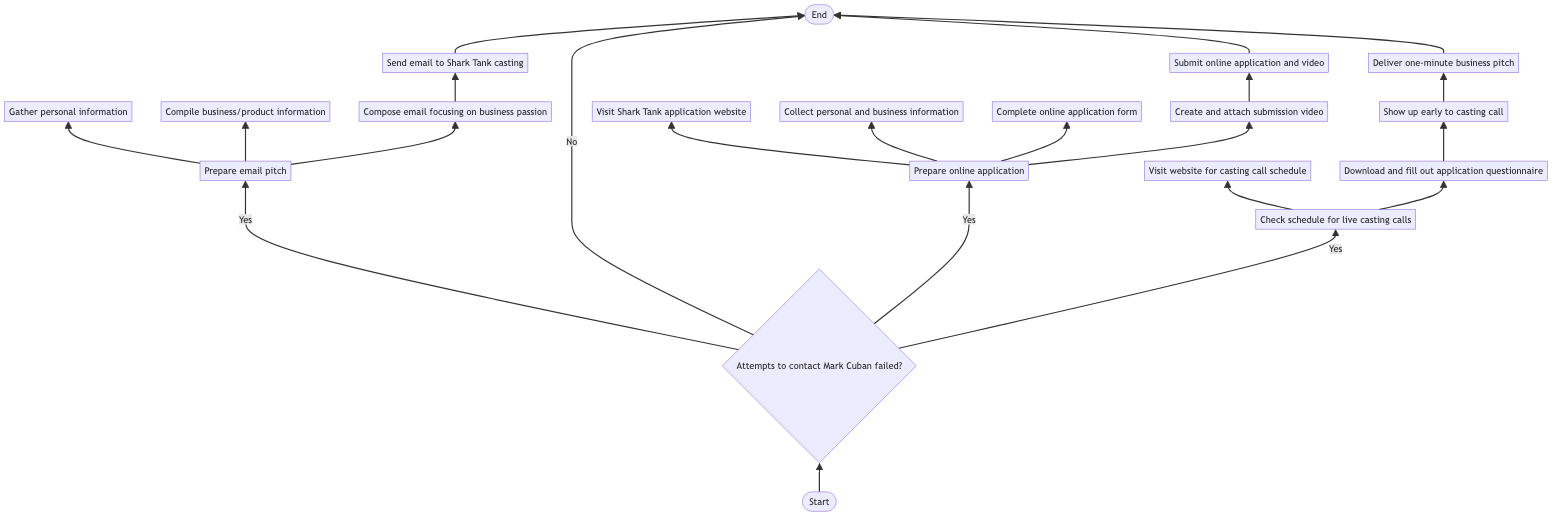 End
Send email to Shark Tank casting
Submit online application and video
Deliver one-minute business pitch
Gather personal information
Compile business/product information
Compose email focusing on business passion
Visit Shark Tank application website
Collect personal and business information
Complete online application form
Create and attach submission video
Show up early to casting call
No
Prepare email pitch
Prepare online application
Visit website for casting call schedule
Download and fill out application questionnaire
Yes
Yes
Check schedule for live casting calls
Yes
Attempts to contact Mark Cuban failed?
Start